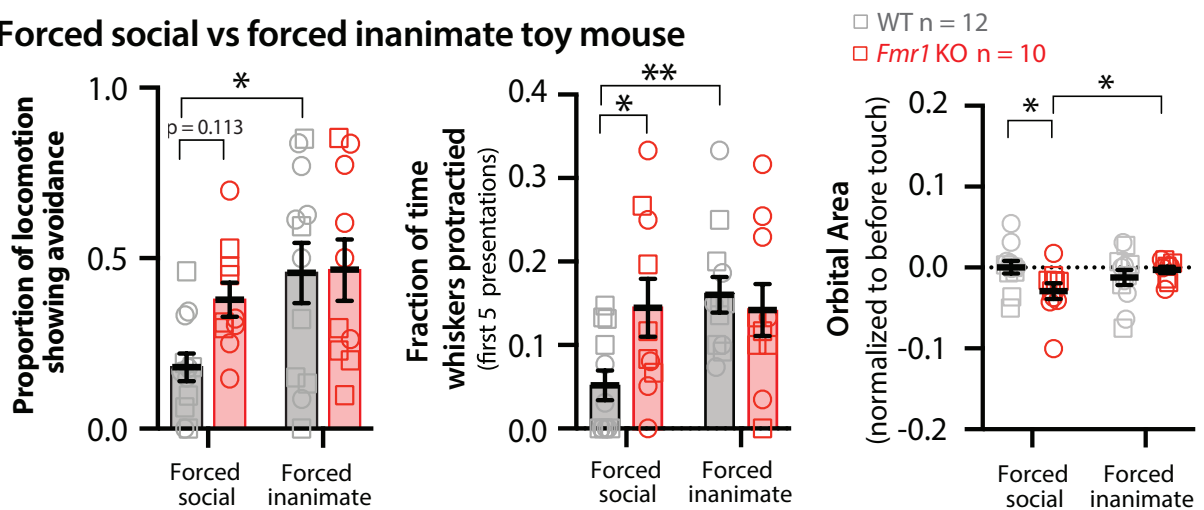 Forced social vs forced inanimate toy mouse
WT n = 12
Fmr1 KO n = 10
Proportion of locomotion
showing avoidance
1.0
0.5
0.0
*
p = 0.113
Forced
social
Forced
inanimate
Fraction of time
whiskers protractied
(first 5 presentations)
0.4
0.3
0.2
0.1
0.0
**
*
Forced
social
Forced
inanimate
Orbital Area
(normalized to before touch)
0.2
0.1
0.0
-0.1
-0.2
*
*
Forced
social
Forced
inanimate